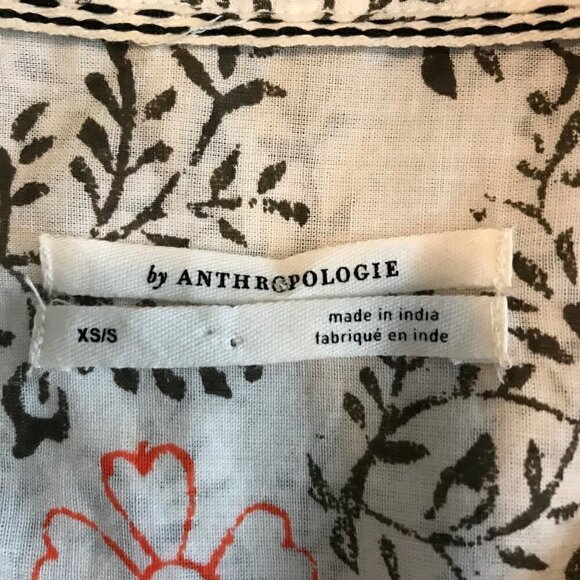 by ANTHROPOLOGIE
XS/S
made in india
fabriqué en inde